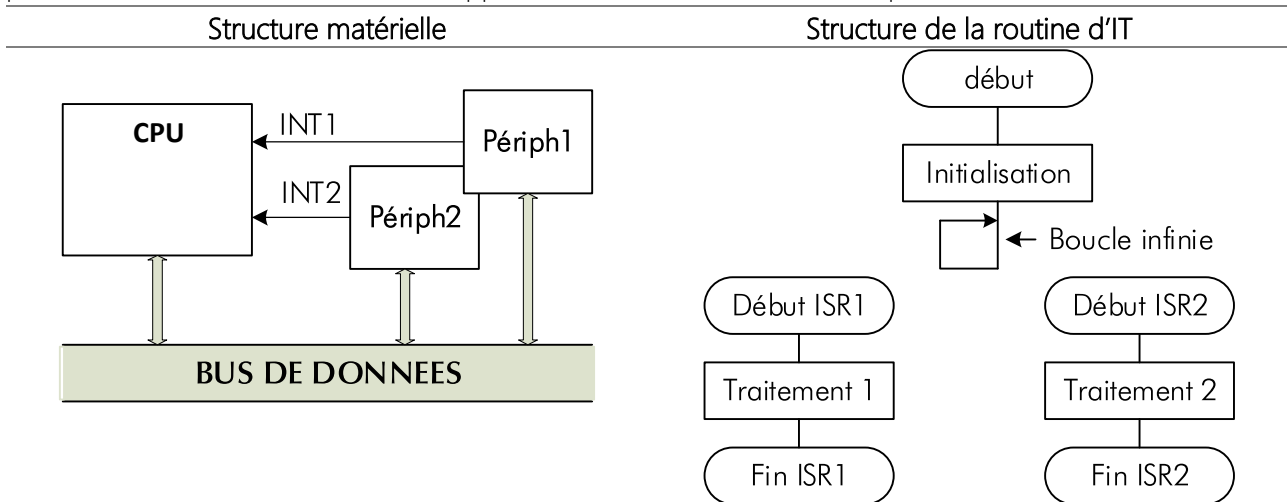 Structure matérielle
Structure de la routine d'IT
CPU
INT1
Périph1
INT2
Périph2
BUS DE DONNEES
début
Initialisation
Boucle infinie
Début ISR1
Début ISR2
Traitement 1
Traitement 2
Fin ISR1
Fin ISR2